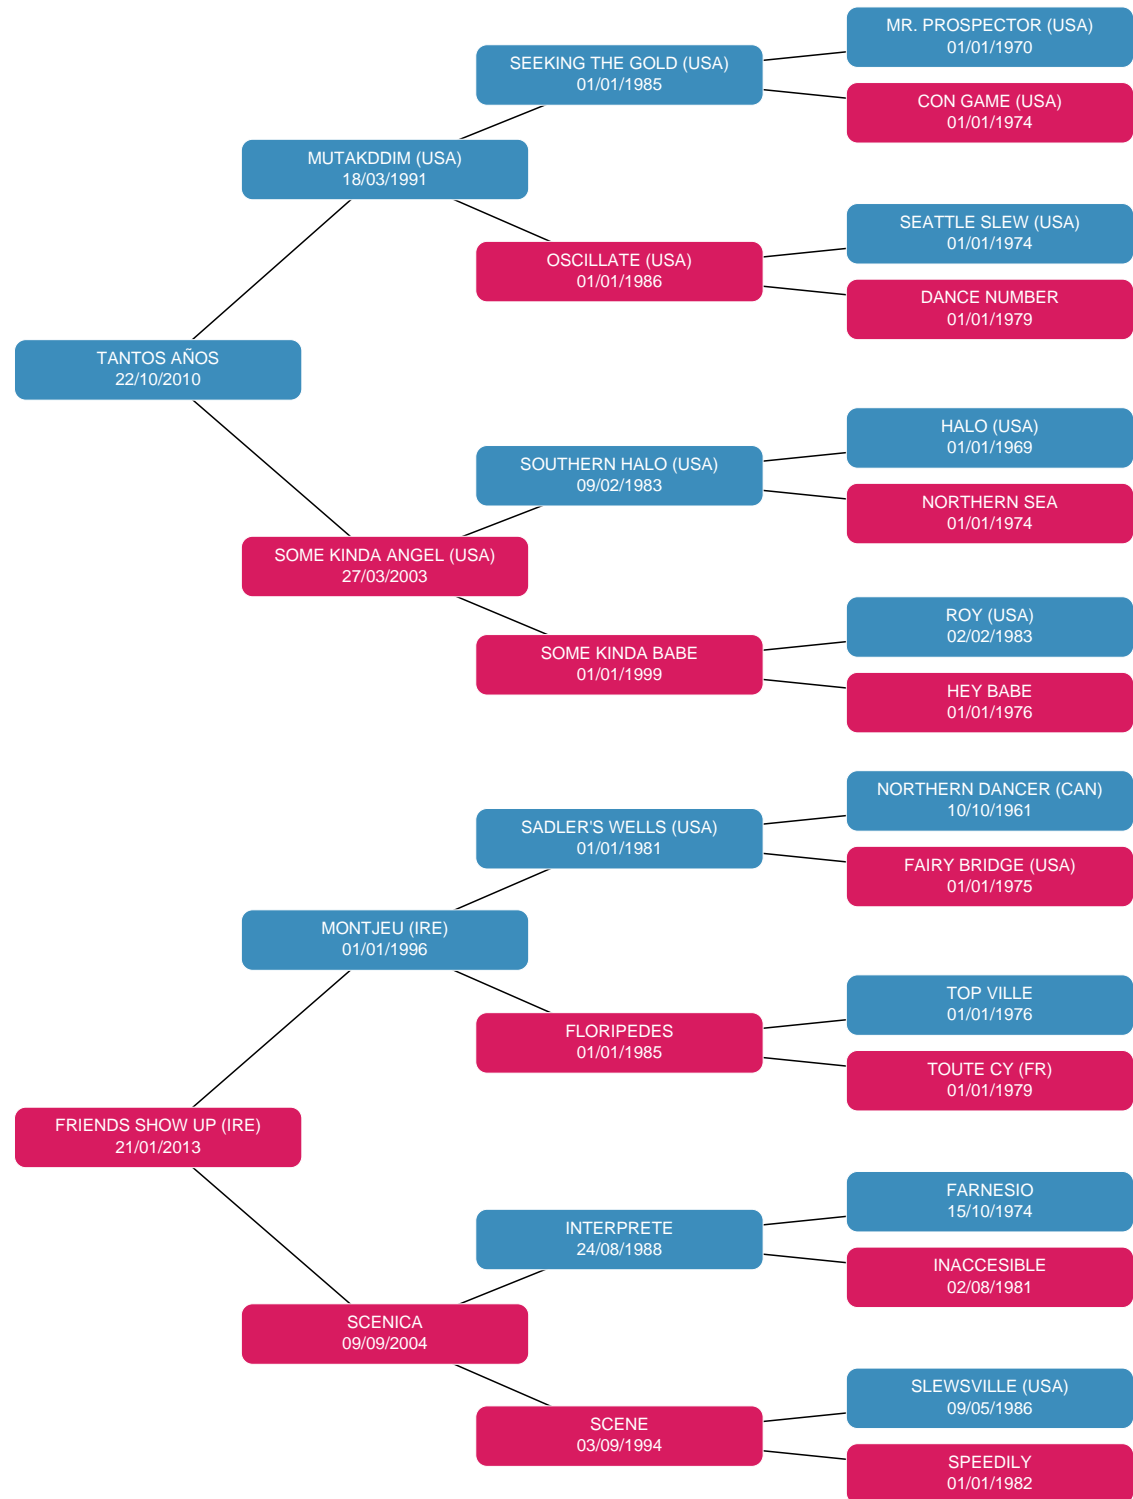 MR. PROSPECTOR (USA)
01/01/1970
SEEKING THE GOLD (USA)
01/01/1985
CON GAME (USA)
01/01/1974
MUTAKDDIM (USA)
18/03/1991
SEATTLE SLEW (USA)
01/01/1974
OSCILLATE (USA)
01/01/1986
DANCE NUMBER
01/01/1979
TANTOS AÑOS
22/10/2010
HALO (USA)
01/01/1969
SOUTHERN HALO (USA)
09/02/1983
NORTHERN SEA
01/01/1974
SOME KINDA ANGEL (USA)
27/03/2003
ROY (USA)
02/02/1983
SOME KINDA BABE
01/01/1999
HEY BABE
01/01/1976
NORTHERN DANCER (CAN)
10/10/1961
SADLER'S WELLS (USA)
01/01/1981
FAIRY BRIDGE (USA)
01/01/1975
MONTJEU (IRE)
01/01/1996
TOP VILLE
01/01/1976
FLORIPEDES
01/01/1985
TOUTE CY (FR)
01/01/1979
FRIENDS SHOW UP (IRE)
21/01/2013
FARNESIO
15/10/1974
INTERPRETE
24/08/1988
INACCESIBLE
02/08/1981
SCENICA
09/09/2004
SLEWSVILLE (USA)
09/05/1986
SCENE
03/09/1994
SPEEDILY
01/01/1982